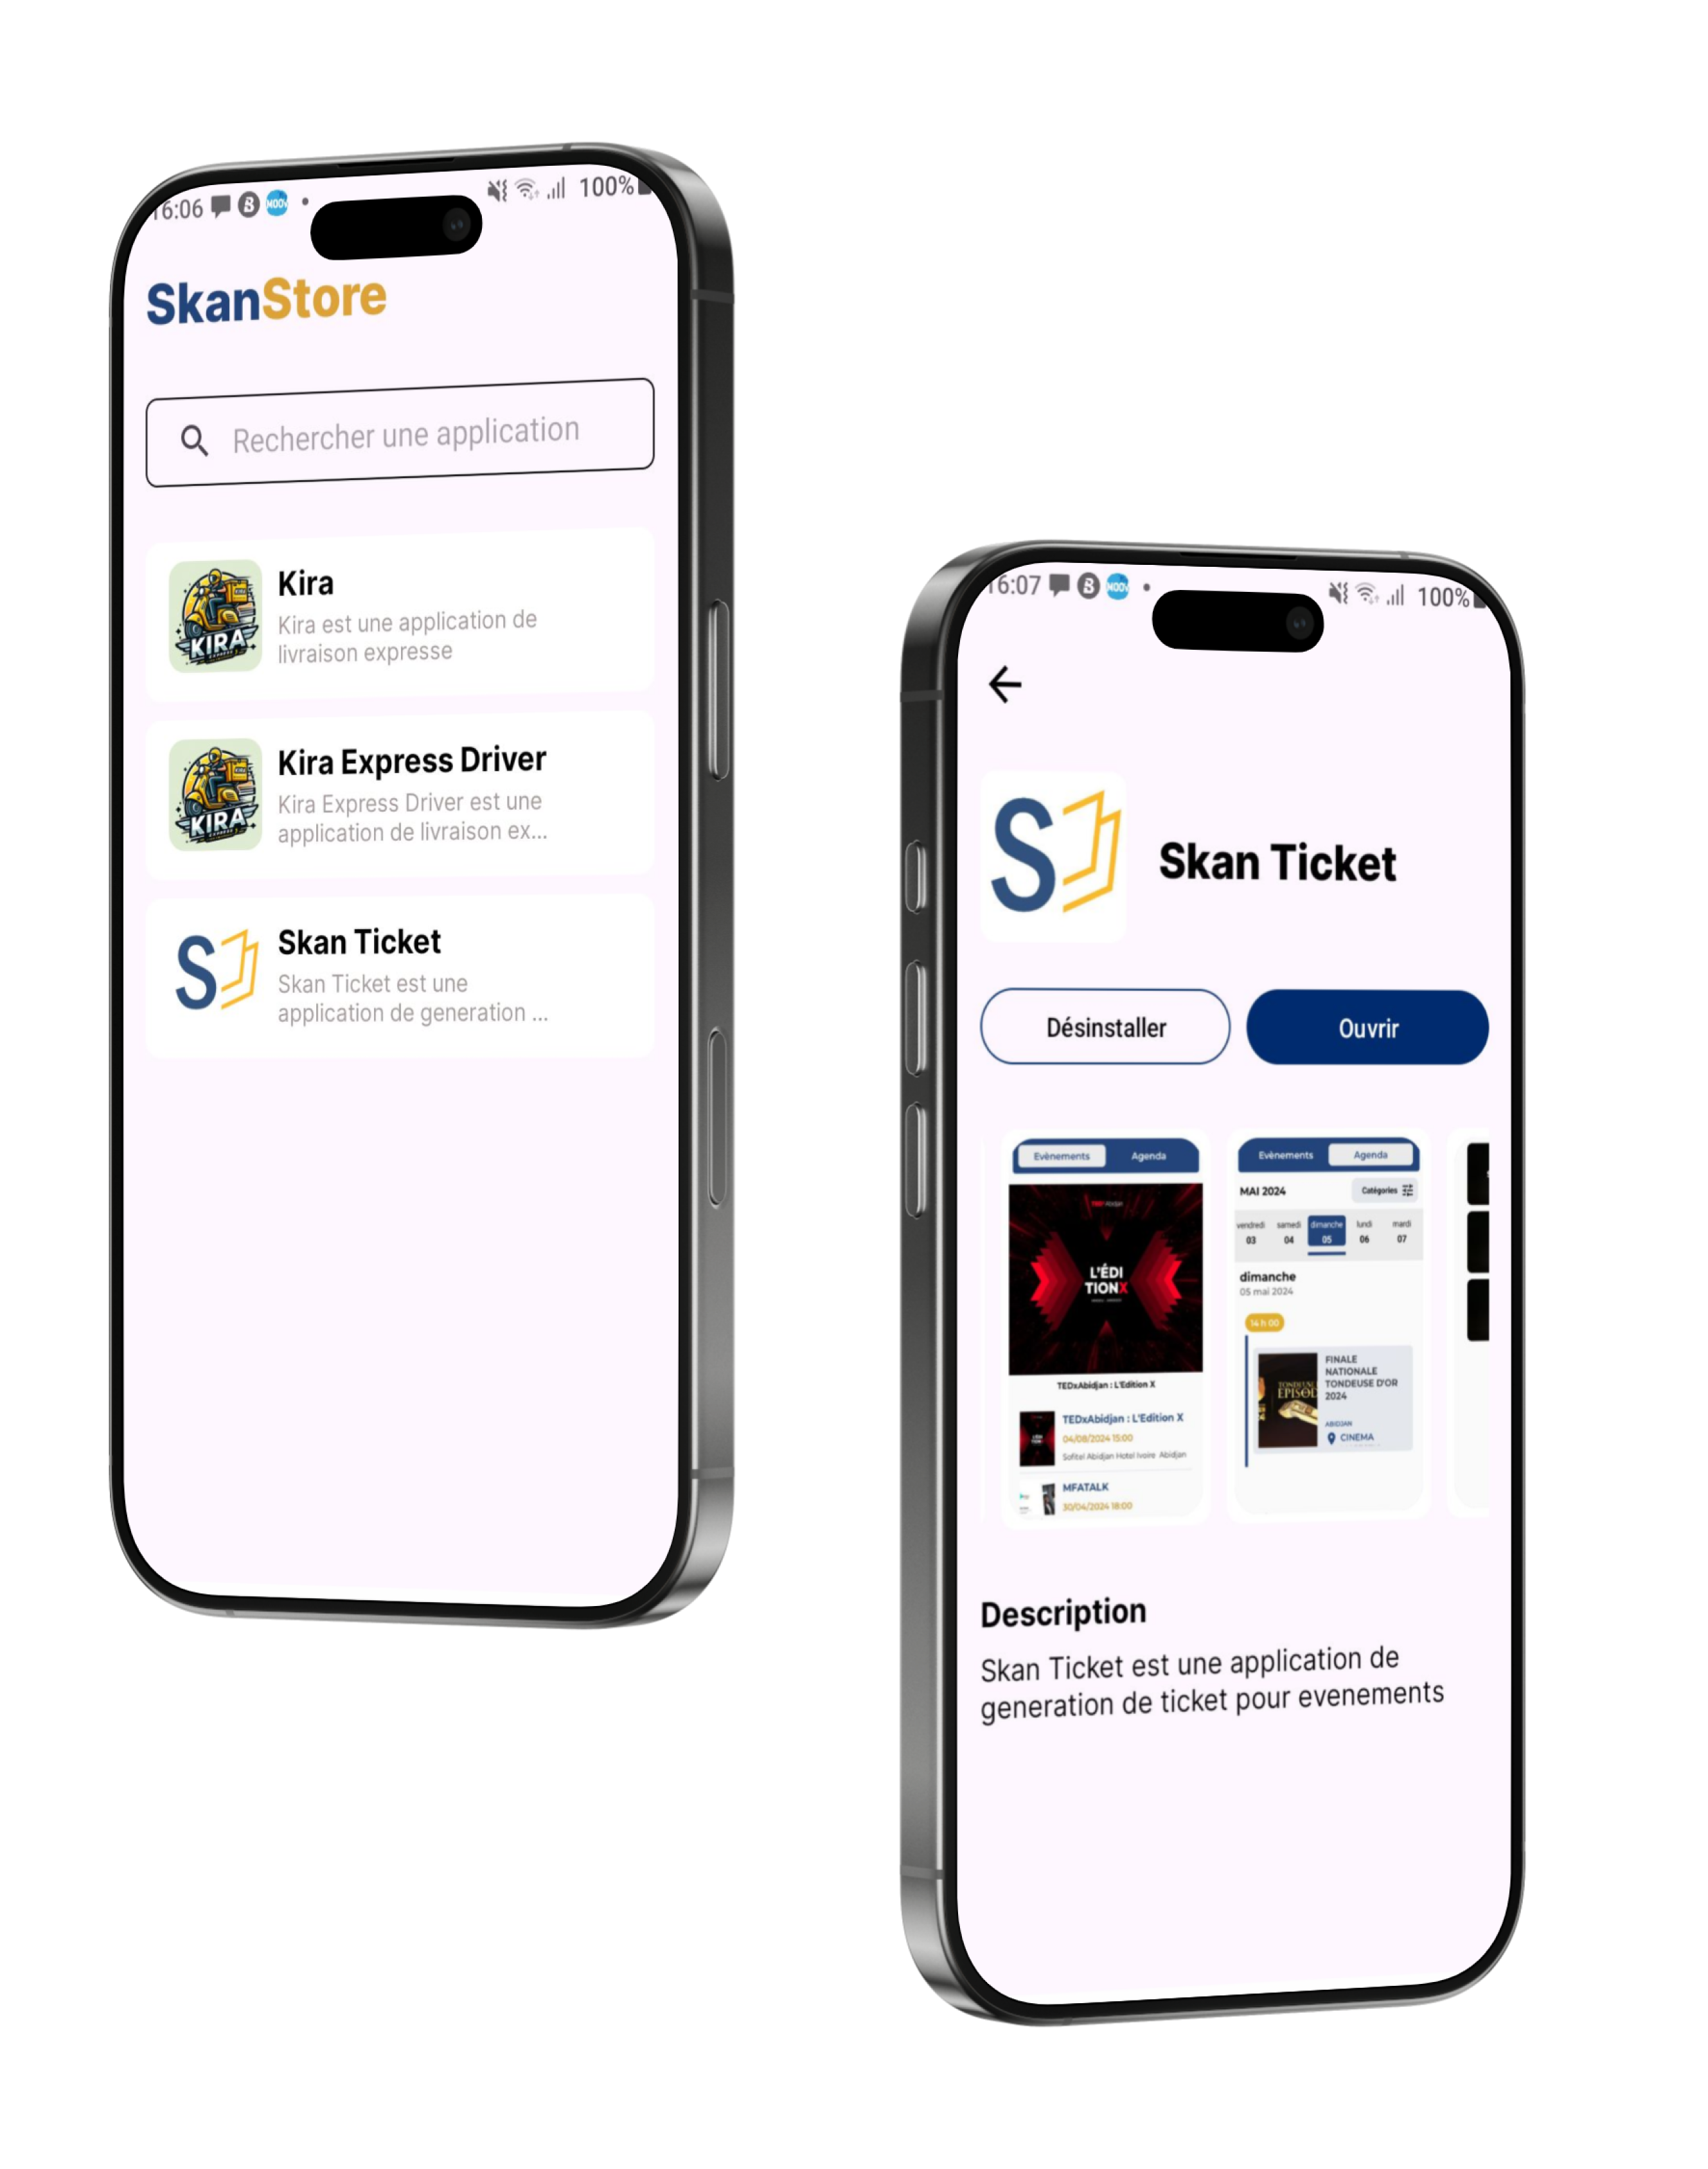 16:06
100%
SkanStore
Rechercher une application
KIRA
Kira
Kira est une application de
livraison expresse
KIRA
Kira Express Driver
Kira Express Driver est une
application de livraison ex...
Skan Ticket
Skan Ticket est une
application de generation ...
16:07
100%
Skan Ticket
Désinstaller
Ouvrir
Evènements
Agenda
L'ÉDI
TIONX
TEDxAbidjan : L'Edition X
TEDxAbidjan : L'Edition X
04/08/2024 15:00
Sofitel Abidjan Hotel Ivoire Abidjan
MFATALK
30/04/2024 18:00
Evènements
Agenda
MAI 2024
Catégories
vendredi samedi dimanche lundi mardi
03 04 05 06 07
dimanche
05 mai 2024
14 h 00
FINALE
NATIONALE
TONDEUSE D'OR
2024
ABIDJAN
CINEMA
Description
Skan Ticket est une application de
generation de ticket pour evenements